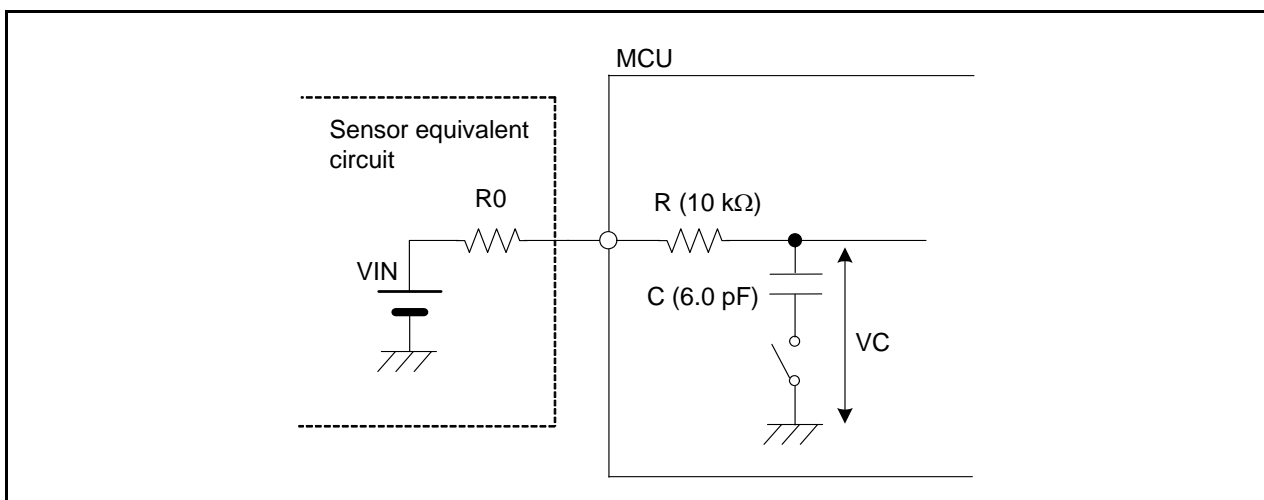 MCU
Sensor equivalent
circuit
R0
R (10 kΩ)
VIN
C (6.0 pF)
VC